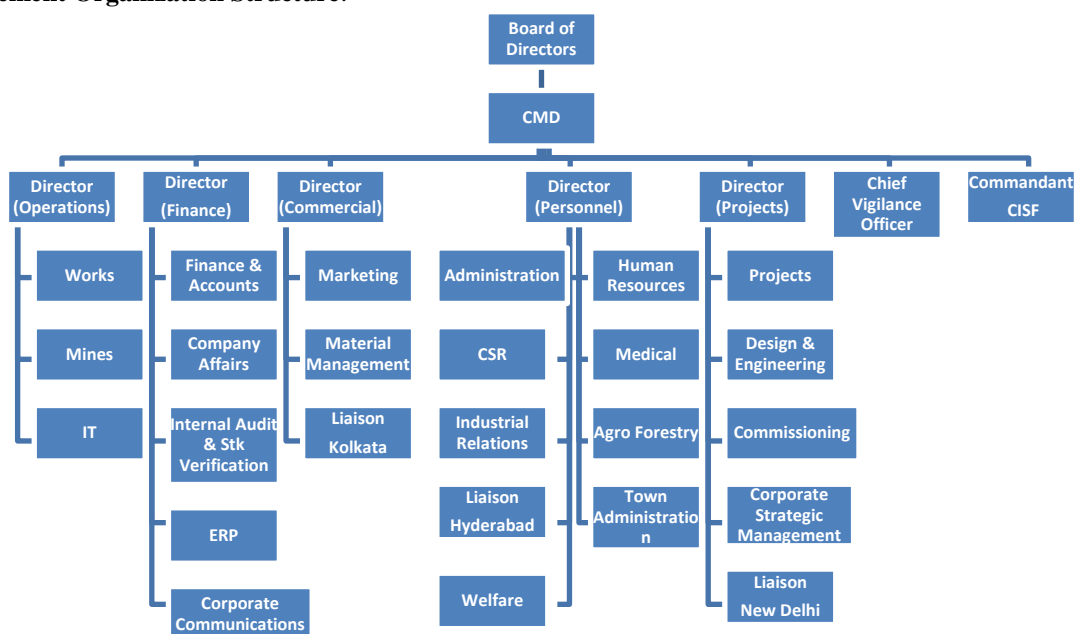 Organization Structure.
Board of
Directors
CMD
Director
(Operations)
Director
(Finance)
Director
(Commercial)
Director
(Personnel)
Director
(Projects)
Chief
Vigilance
Officer
Commandant
CISF
Works
Finance &
Accounts
Marketing
Administration
Human
Resources
Projects
Mines
Company
Affairs
Material
Management
CSR
Medical
Design &
Engineering
IT
Internal Audit
& Stk
Verification
Liaison
Kolkata
Industrial
Relations
Agro Forestry
Commissioning
ERP
Liaison
Hyderabad
Town
Administratio
n
Corporate
Strategic
Management
Corporate
Communications
Welfare
Liaison
New Delhi